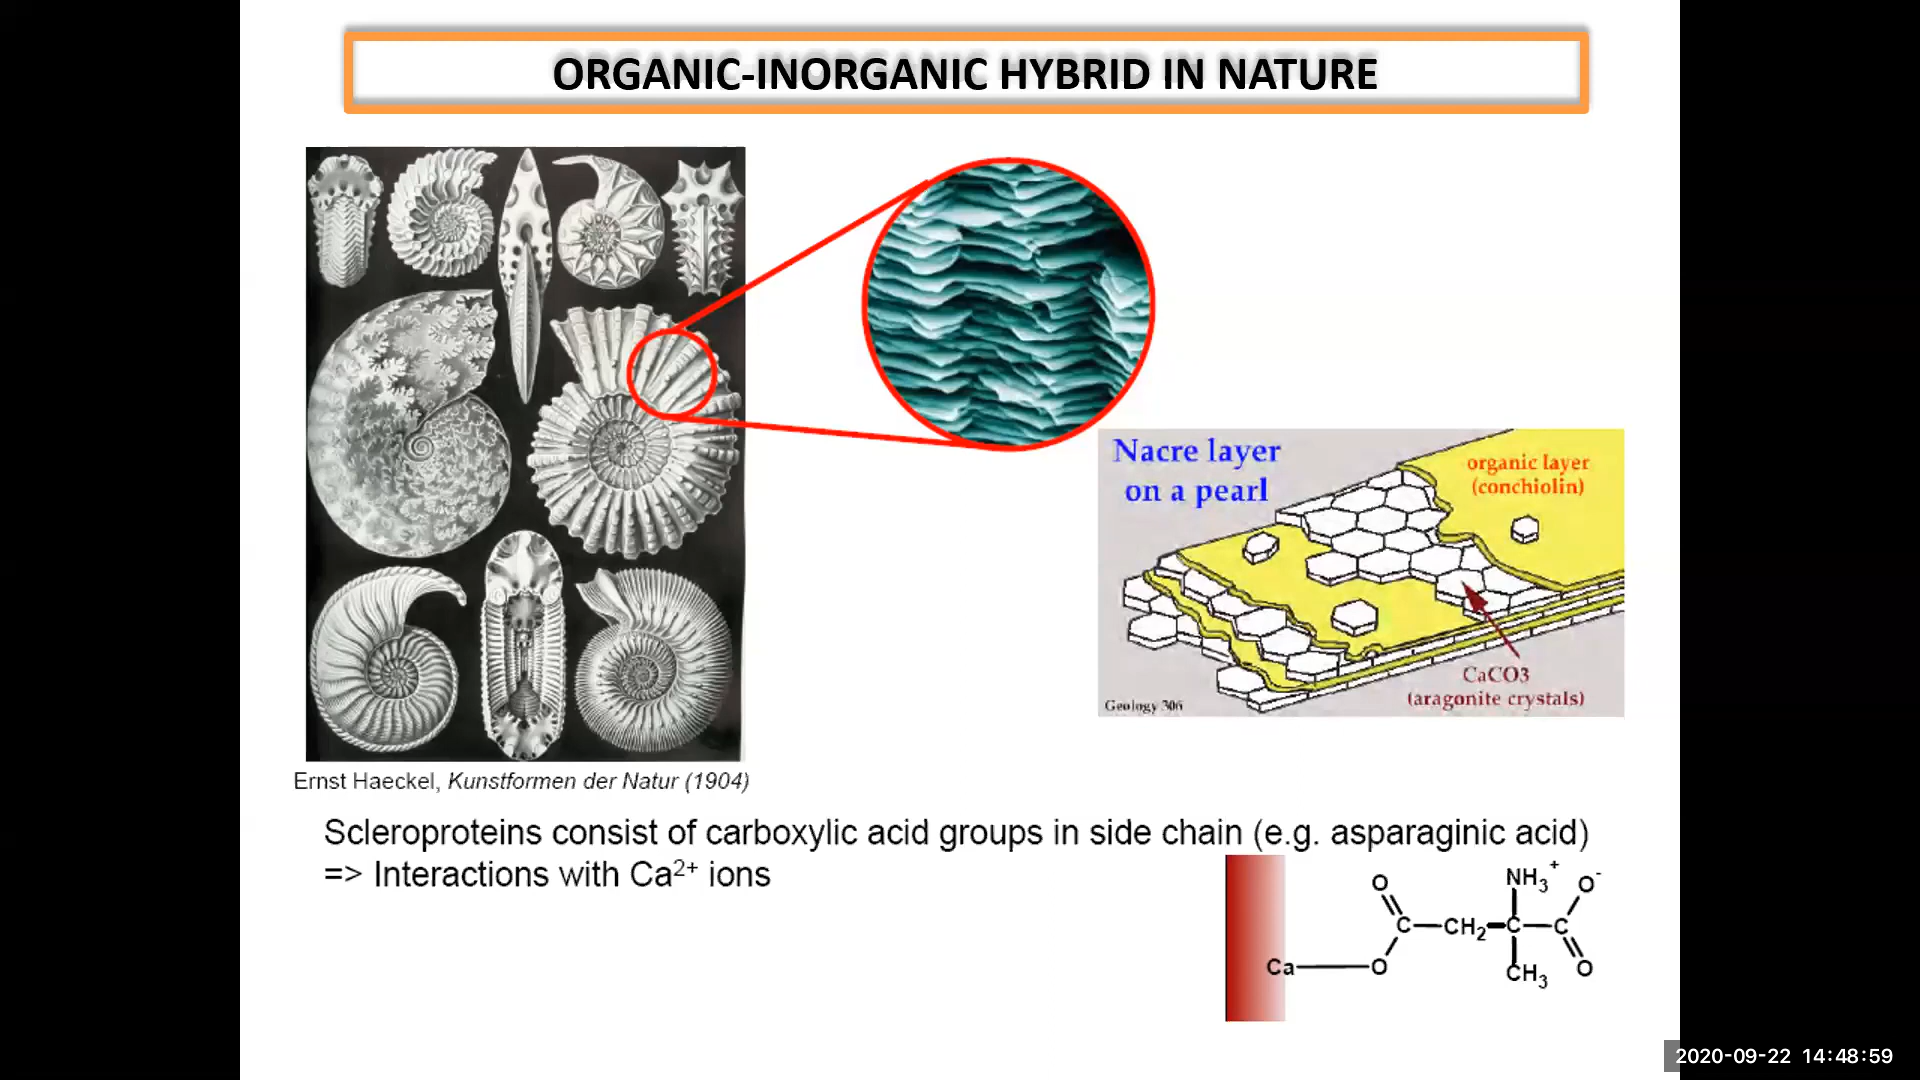 ORGANIC-INORGANIC HYBRID IN NATURE
Nacre layer
on a pearl
organic layer
(conchiolin)
CaCO3
(aragonite crystals)
Geology 306
Ernst Haeckel, Kunstformen der Natur (1904)
Scleroproteins consist of carboxylic acid groups in side chain (e.g. asparaginic acid)
=> Interactions with Ca²⁺ ions
O NH₃⁺ O⁻
C—CH₂—C—C
Ca—O CH₃ O
2020-09-22 14:48:59